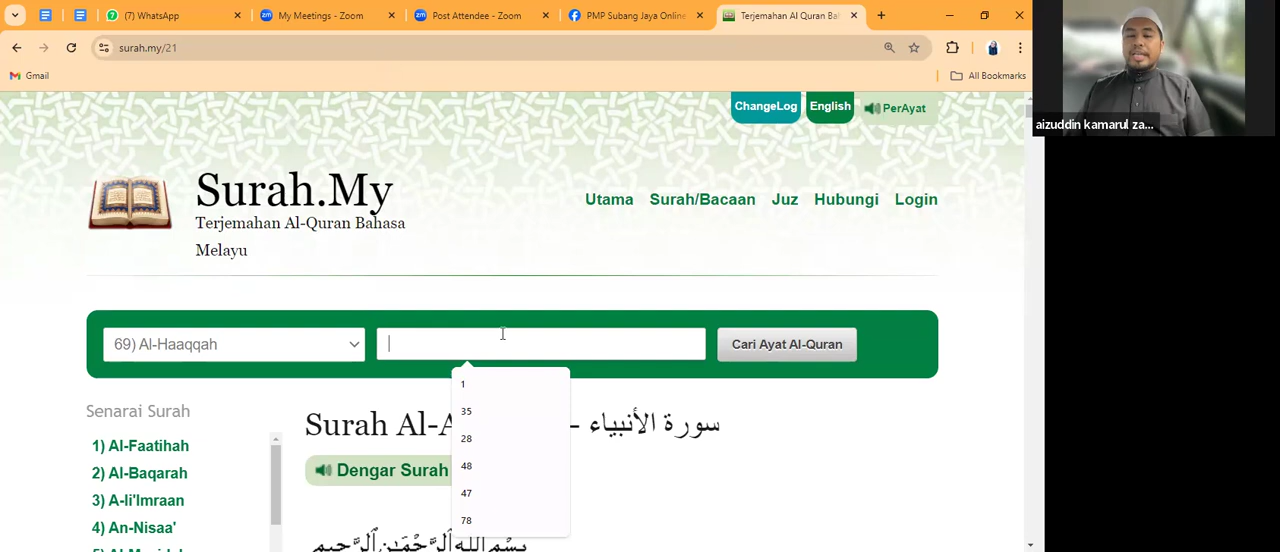 (7) WhatsApp
My Meetings - Zoom
Post Attendee - Zoom
PMP Subang Jaya Online
Terjemahan Al Quran Bah
surah.my/21
Gmail
All Bookmarks
aizuddin kamarul za...
ChangeLog
English
PerAyat
Surah.My
Terjemahan Al-Quran Bahasa
Melayu
Utama
Surah/Bacaan
Juz
Hubungi
Login
69) Al-Haaqqah
Cari Ayat Al-Quran
1
35
28
48
47
78
Senarai Surah
1) Al-Faatihah
2) Al-Baqarah
3) A-li'Imraan
4) An-Nisaa'
Surah Al-A - سورة الأنبياء
Dengar Surah
بِسْمِ ٱللَّهِ ٱلرَّحْمَٰنِ ٱلرَّحِيمِ